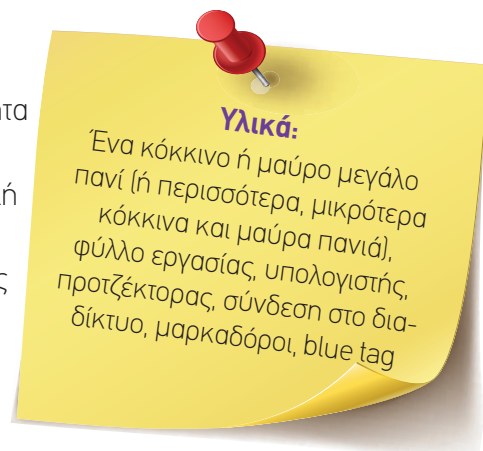 Υλικά:
Ένα κόκκινο ή μαύρο μεγάλο
πανί (ή περισσότερα, μικρότερα
κόκκινα και μαύρα πανιά),
φύλλο εργασίας, υπολογιστής,
προτζέκτορας, σύνδεση στο δια-
δίκτυο, μαρκαδόροι, blue tag